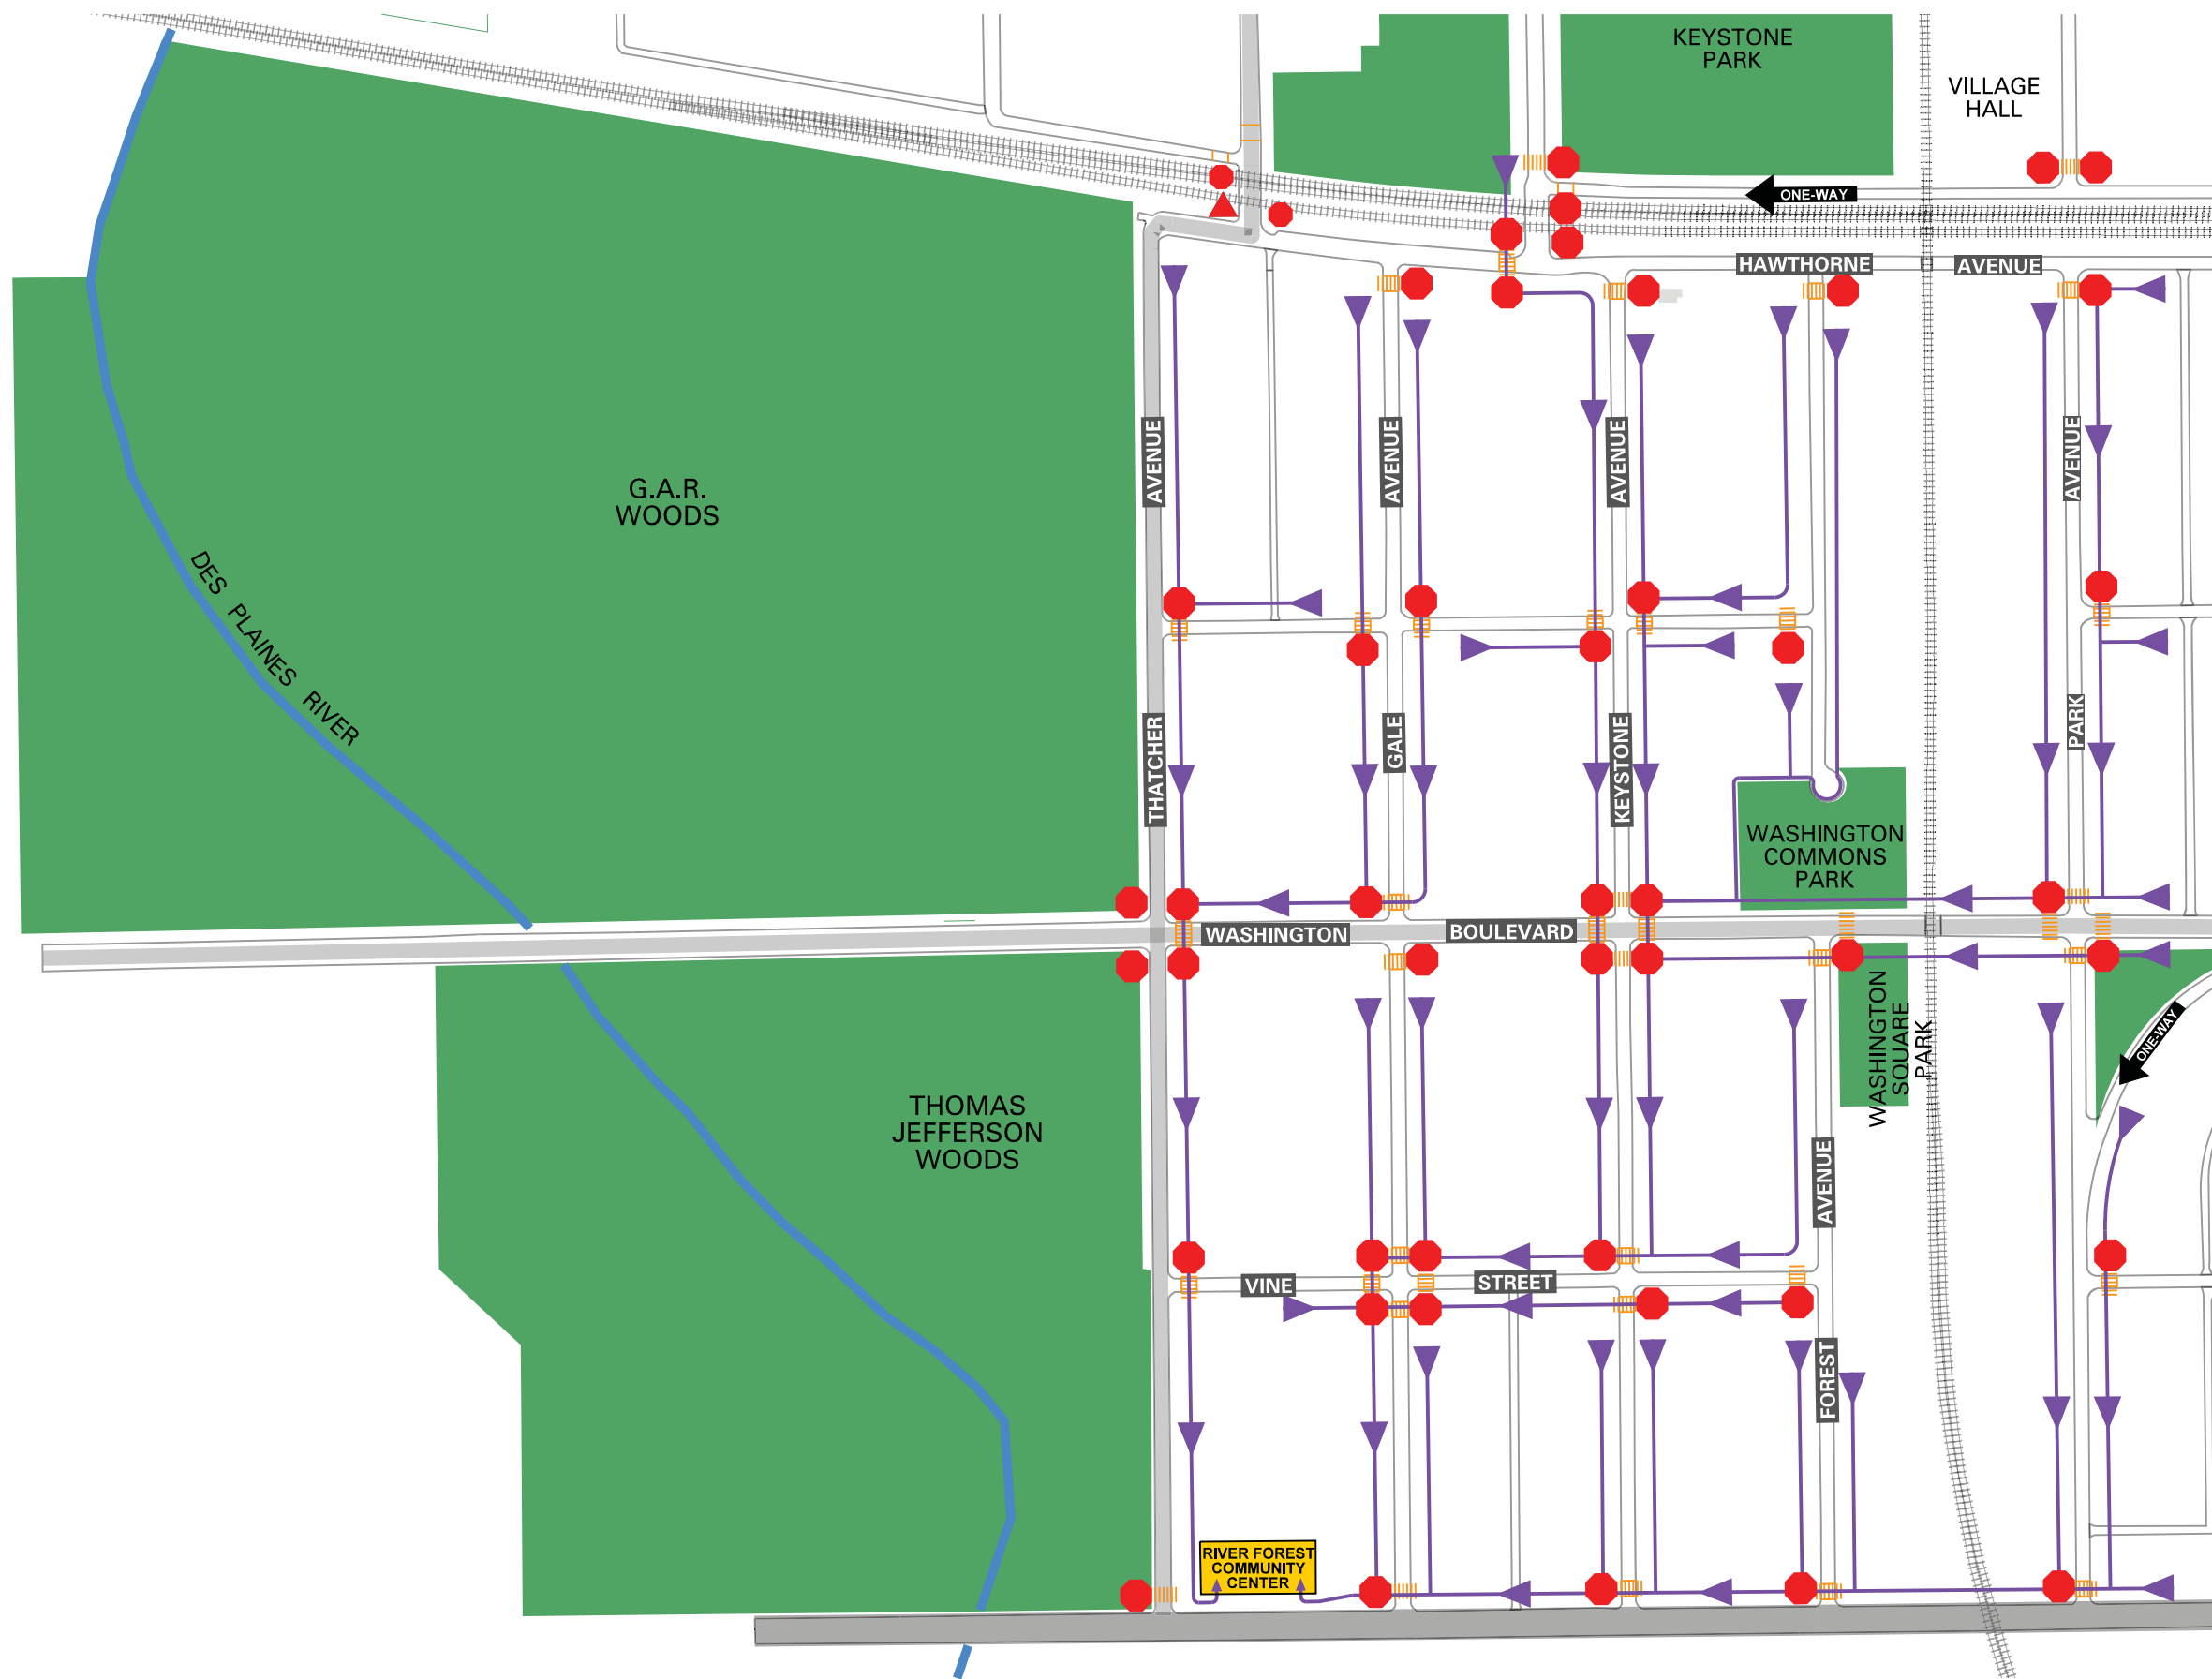 KEYSTONE
PARK
VILLAGE
HALL
ONE-WAY
HAWTHORNE
AVENUE
AVENUE
AVENUE
AVENUE
AVENUE
G.A.R.
WOODS
DES PLAINES RIVER
THATCHER
GALE
KEYSTONE
PARK
WASHINGTON
COMMONS
PARK
WASHINGTON
BOULEVARD
WASHINGTON
SQUARE
PARK
ONE-WAY
THOMAS
JEFFERSON
WOODS
AVENUE
VINE
STREET
FOREST
RIVER FOREST
COMMUNITY
CENTER